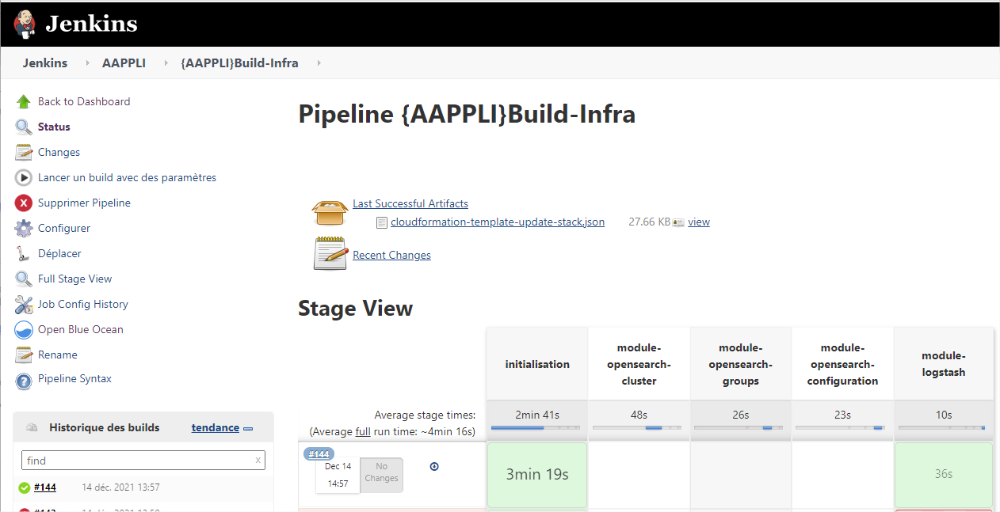 Jenkins
Jenkins
AAPPLI
{AAPPLI}Build-Infra
Back to Dashboard
Status
Changes
Lancer un build avec des paramètres
Supprimer Pipeline
Configurer
Déplacer
Full Stage View
Job Config History
Open Blue Ocean
Rename
Pipeline Syntax
Historique des builds
tendance
find
x
#144
14 déc. 2021 13:57
Pipeline {AAPPLI}Build-Infra
Last Successful Artifacts
cloudformation-template-update-stack.json
27.66 KB
view
Recent Changes
Stage View
initialisation
module-
opensearch-
cluster
module-
opensearch-
groups
module-
opensearch-
configuration
module-
logstash
Average stage times:
(Average full run time: ~4min 16s)
2min 41s
48s
26s
23s
10s
#144
Dec 14
14:57
No
Changes
3min 19s
36s